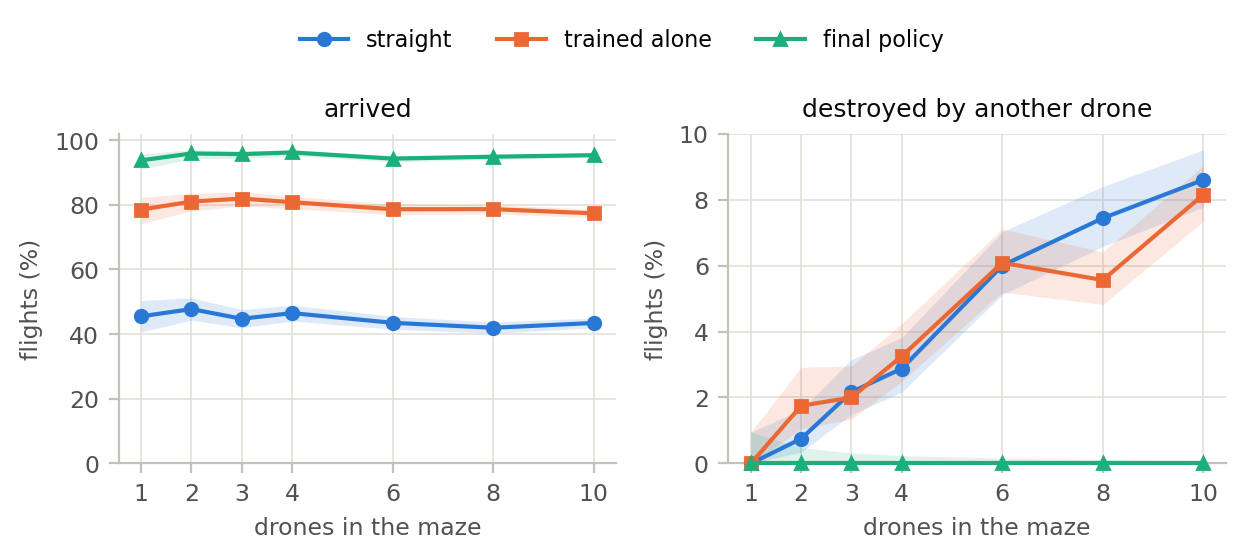 straight trained alone final policy
arrived
destroyed by another drone
flights (%)
100
80
60
40
20
0
1 2 3 4 6 8 10
drones in the maze
flights (%)
10
8
6
4
2
0
1 2 3 4 6 8 10
drones in the maze